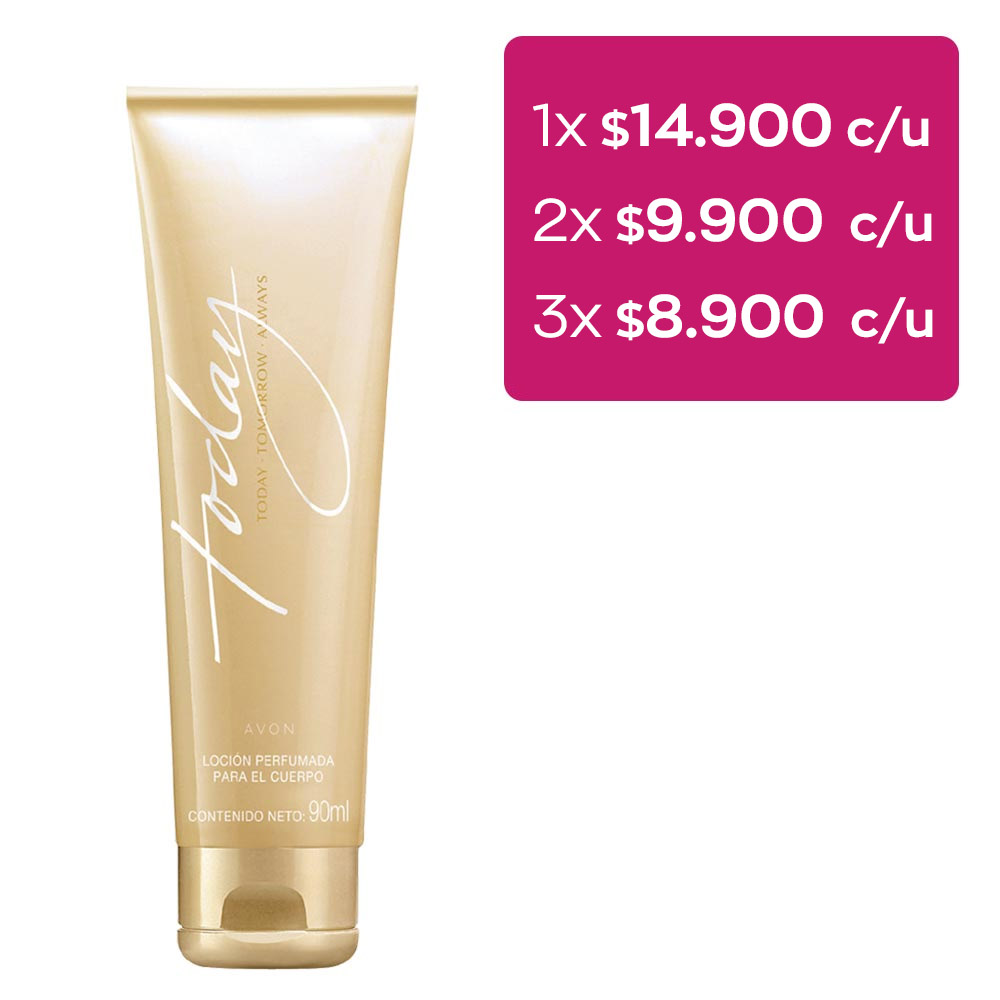 today
TODAY · TOMORROW · ALWAYS
AVON
LOCIÓN PERFUMADA
PARA EL CUERPO
CONTENIDO NETO: 90ml
1x $14.900 c/u
2x $9.900 c/u
3x $8.900 c/u